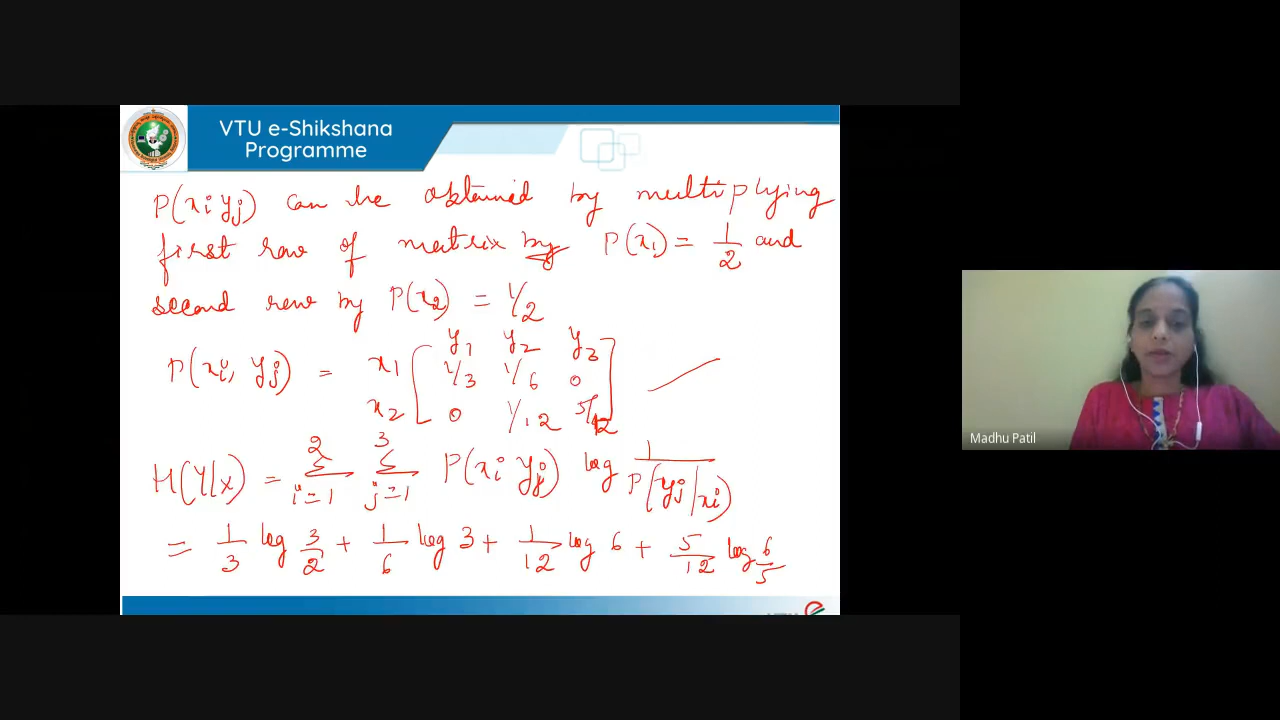 VTU e-Shikshana
Programme
P(xi yj) can be obtained by multiplying
first row of matrix by P(x1) = 1/2 and
second row by P(x2) = 1/2
y1 y2 y3
P(xi, yj) = x1 [ 1/3 1/6 0 ]
x2 [ 0 1/12 5/12 ]
H(Y/X) = 2 Σ i=1 3 Σ j=1 P(xi yj) log 1/P(yj/xi)
= 1/3 log 3/2 + 1/6 log 3 + 1/12 log 6 + 5/12 log 6/5
Madhu Patil